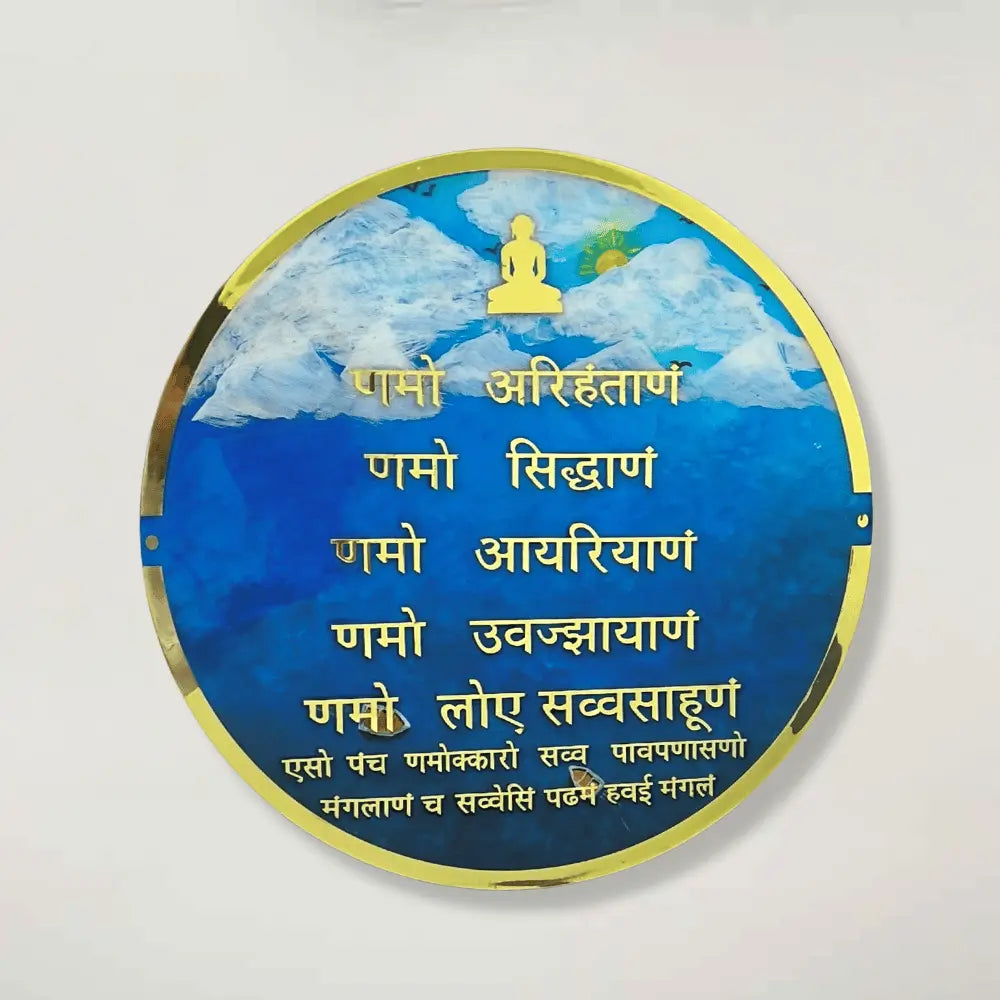 णमो अरिहंताणं
णमो सिद्धाणं
णमो आयरियाणं
णमो उवज्झायाणं
णमो लोए सव्वसाहूणं
एसो पंच णमोक्कारो सव्व पावपणासणो
मंगलाणं च सव्वेसिं पढमं हवई मंगलं